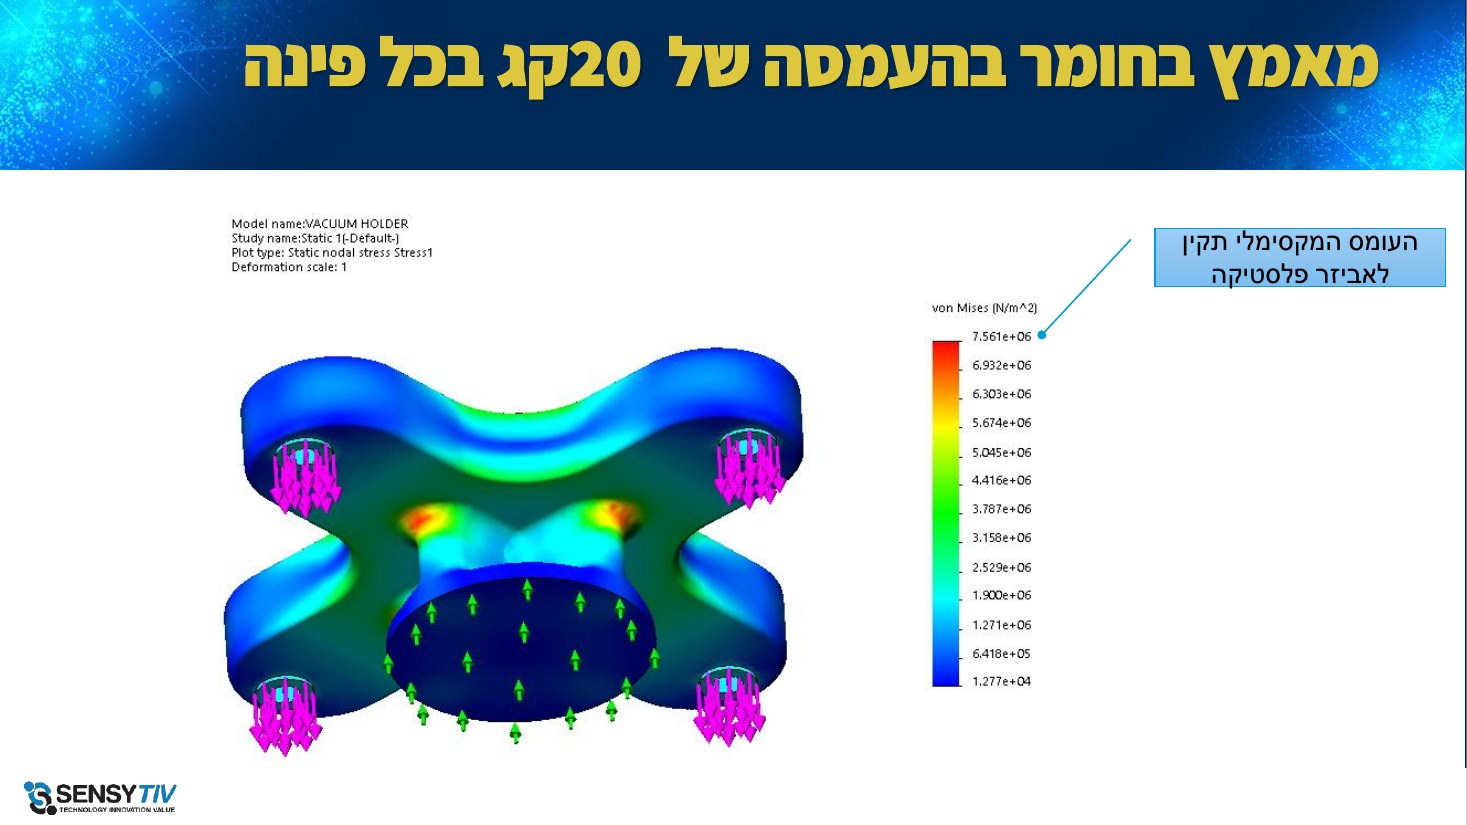 מאמץ בחומר בהעמסה של 20קג בכל פינה
Model name:VACUUM HOLDER
Study name:Static 1(-Default-)
Plot type: Static nodal stress Stress1
Deformation scale: 1
העומס המקסימלי תקין
לאביזר פלסטיקה
von Mises (N/m^2)
7.561e+06
6.932e+06
6.303e+06
5.674e+06
5.045e+06
4.416e+06
3.787e+06
3.158e+06
2.529e+06
1.900e+06
1.271e+06
6.418e+05
1.277e+04
SENSYTIV
TECHNOLOGY INNOVATION VALUE